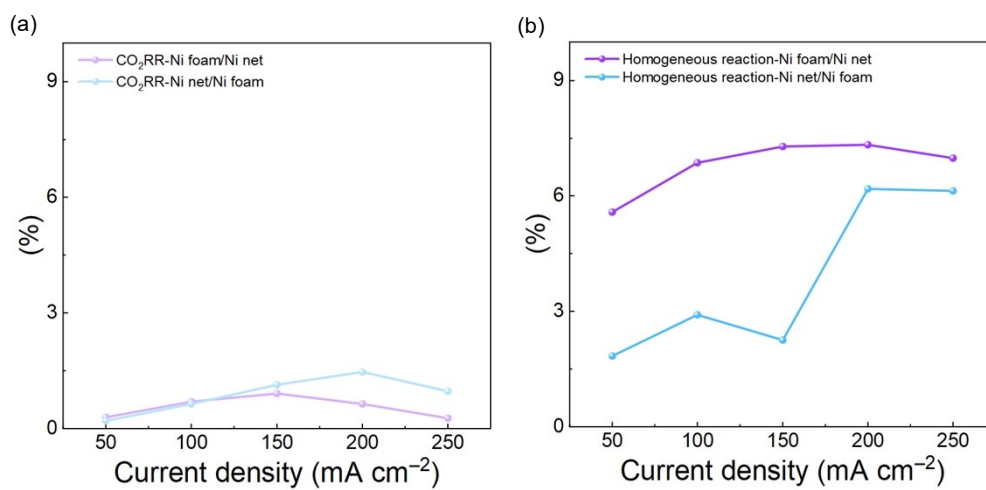 (a)
CO₂RR-Ni foam/Ni net
CO₂RR-Ni net/Ni foam
9
6
3
0
(%)
50 100 150 200 250
Current density (mA cm⁻²)
(b)
Homogeneous reaction-Ni foam/Ni net
Homogeneous reaction-Ni net/Ni foam
9
6
3
0
(%)
50 100 150 200 250
Current density (mA cm⁻²)